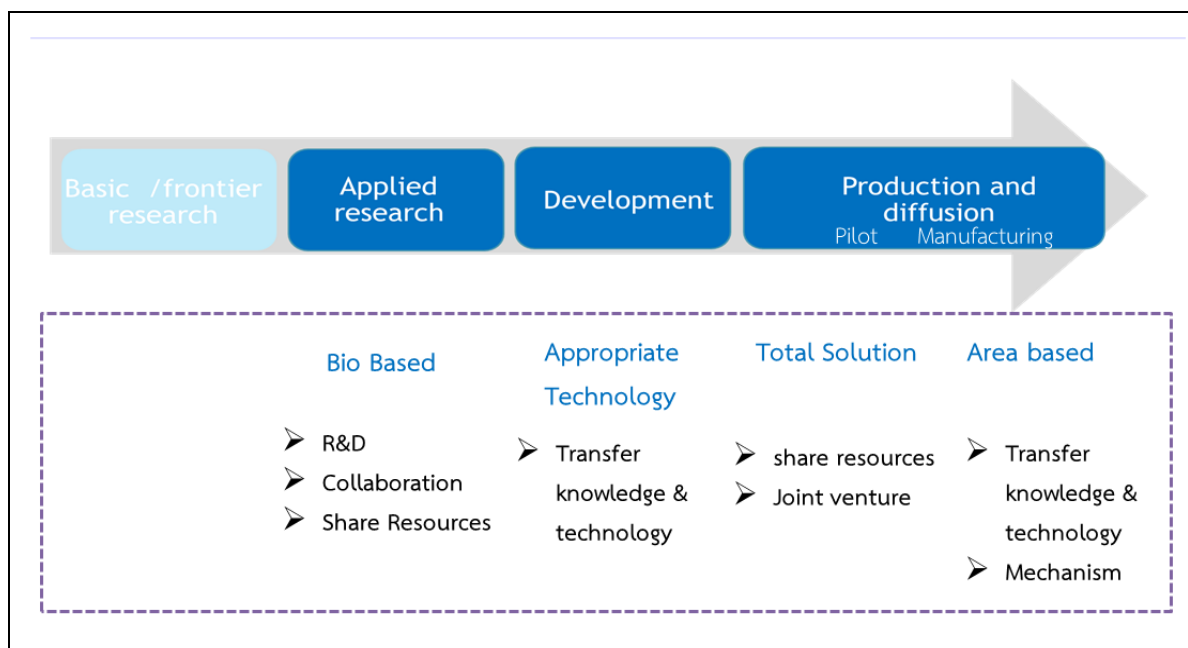 Basic /frontier
research
Applied
research
Development
Production and
diffusion
Pilot Manufacturing
Bio Based
➢ R&D
➢ Collaboration
➢ Share Resources
Appropriate
Technology
➢ Transfer
knowledge &
technology
Total Solution
➢ share resources
➢ Joint venture
Area based
➢ Transfer
knowledge &
technology
➢ Mechanism